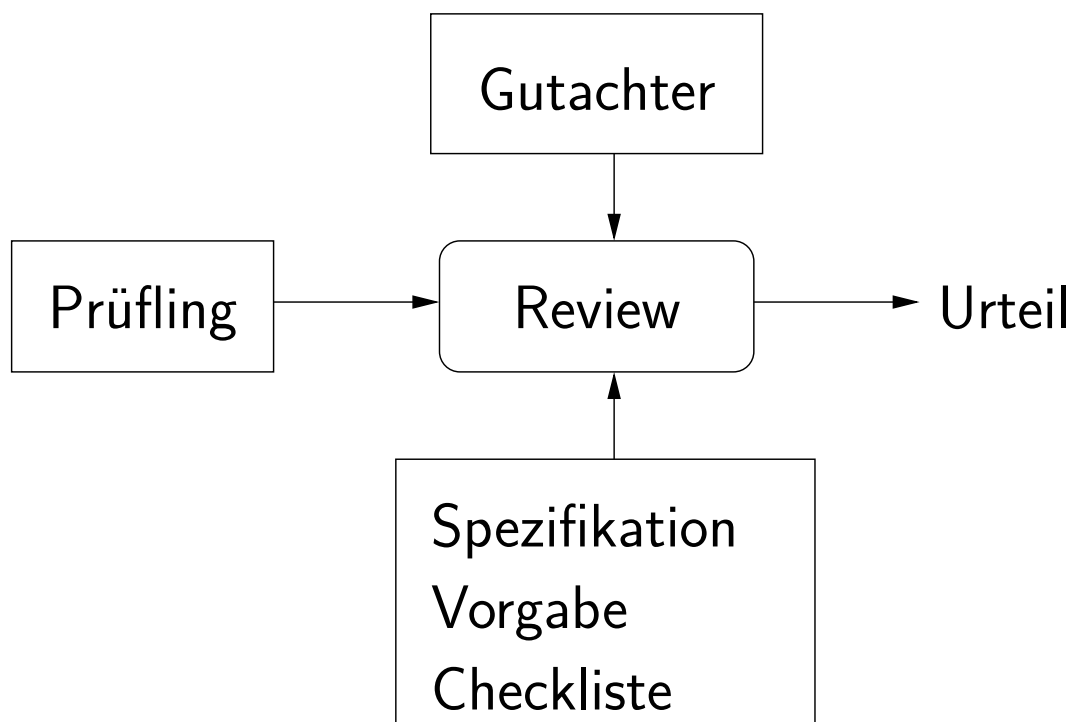 Gutachter
Prüfling
Review
Urteil
Spezifikation
Vorgabe
Checkliste